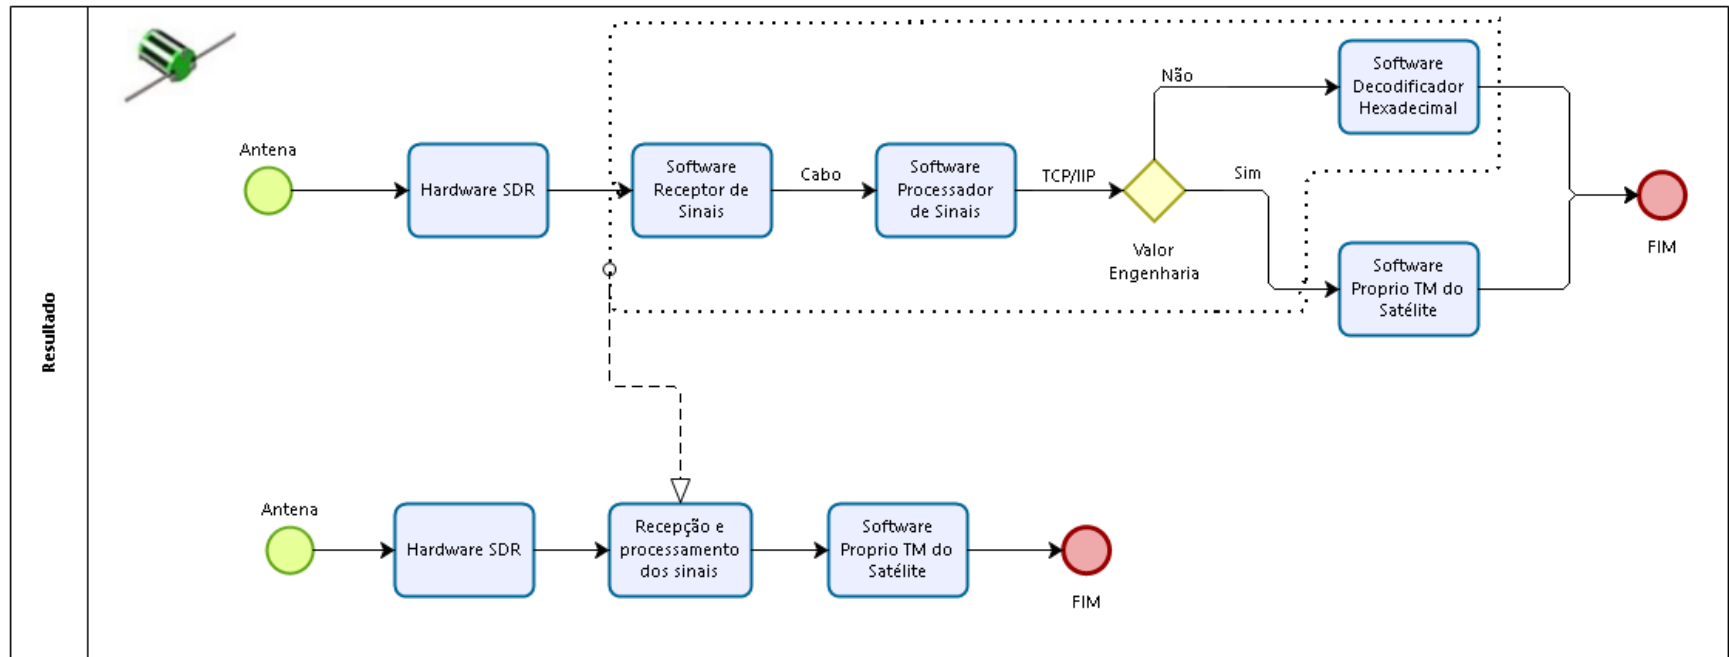 Resultado
Antena
Hardware SDR
Software
Receptor de
Sinais
Cabo
Software
Processador
de Sinais
TCP/IIP
Valor
Engenharia
Não
Software
Decodificador
Hexadecimal
Sim
Software
Proprio TM do
Satélite
FIM
Antena
Hardware SDR
Recepção e
processamento
dos sinais
Software
Proprio TM do
Satélite
FIM